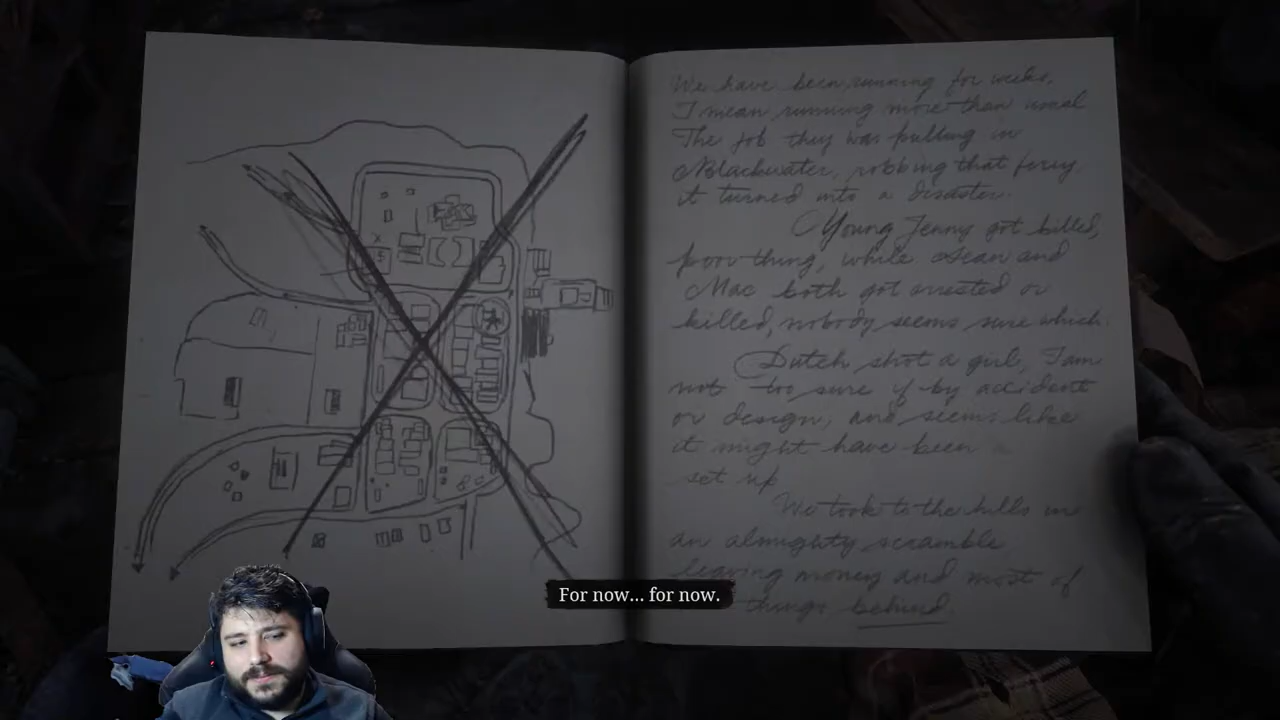 We have been running for weeks,
I mean running more than usual
The job they was pulling in
Blackwater, robbing that ferry
it turned into a disaster.
Young Jenny got killed,
poor thing, while Sean and
Mac both got arrested or
killed, nobody seems sure which.
Dutch shot a girl, I am
not too sure if by accident
or design, and seems like
it might have been a
set up
We took to the hills in
an almighty scramble
leaving money and most of
things behind.
For now... for now.